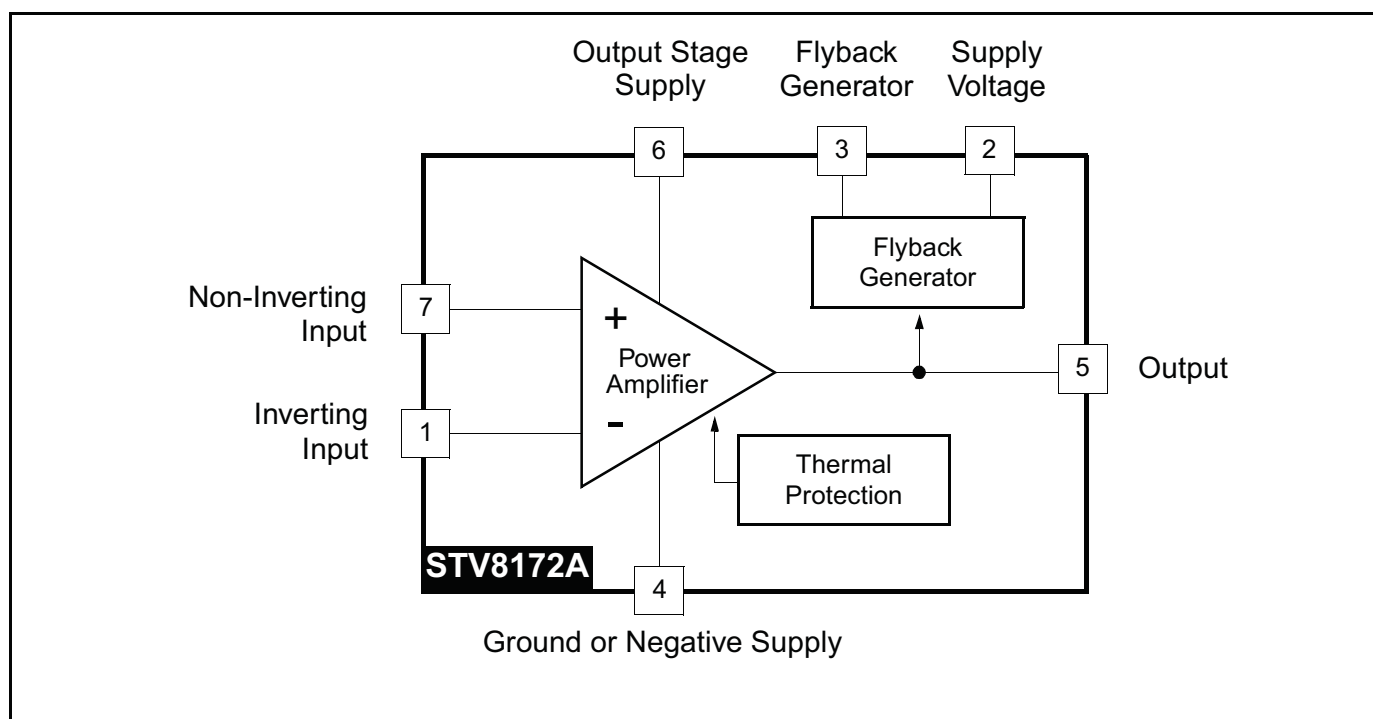 Output Stage
Supply
Flyback
Generator
Supply
Voltage
6
3
2
Flyback
Generator
Non-Inverting
Input
7
+
Power
Amplifier
5
Output
Inverting
Input
1
-
Thermal
Protection
STV8172A
4
Ground or Negative Supply